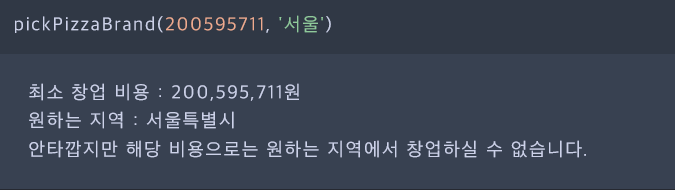 pickPizzaBrand(200595711, '서울')
최소 창업 비용 : 200,595,711원
원하는 지역 : 서울특별시
안타깝지만 해당 비용으로는 원하는 지역에서 창업하실 수 없습니다.